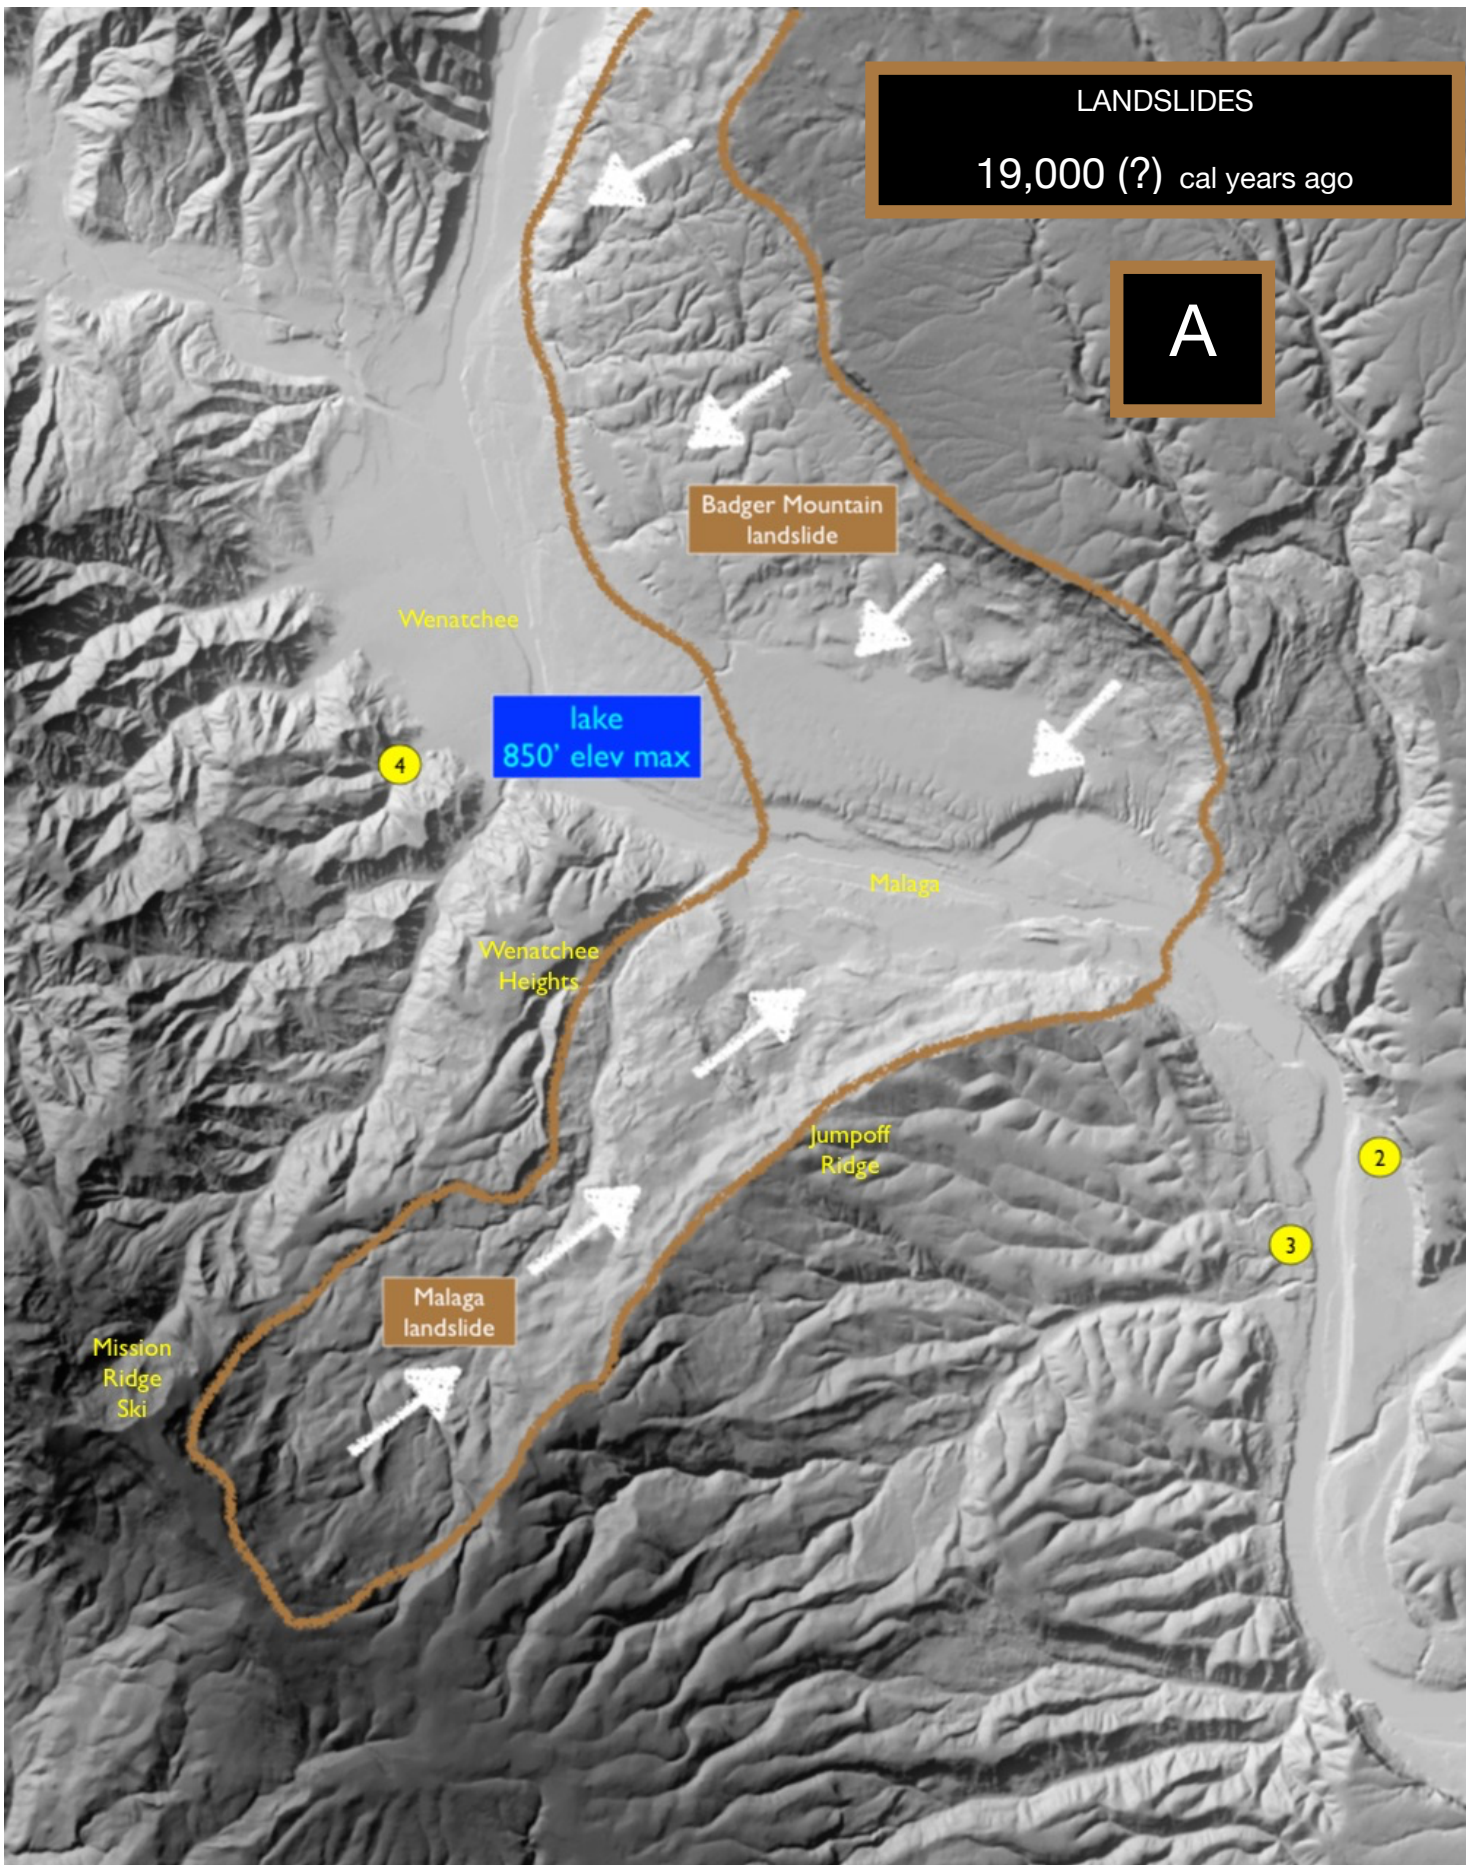 LANDSLIDES
19,000 (?) cal years ago
A
Badger Mountain
landslide
Wenatchee
lake
850’ elev max
4
Malaga
Wenatchee
Heights
Jumpoff
Ridge
2
3
Malaga
landslide
Mission
Ridge
Ski